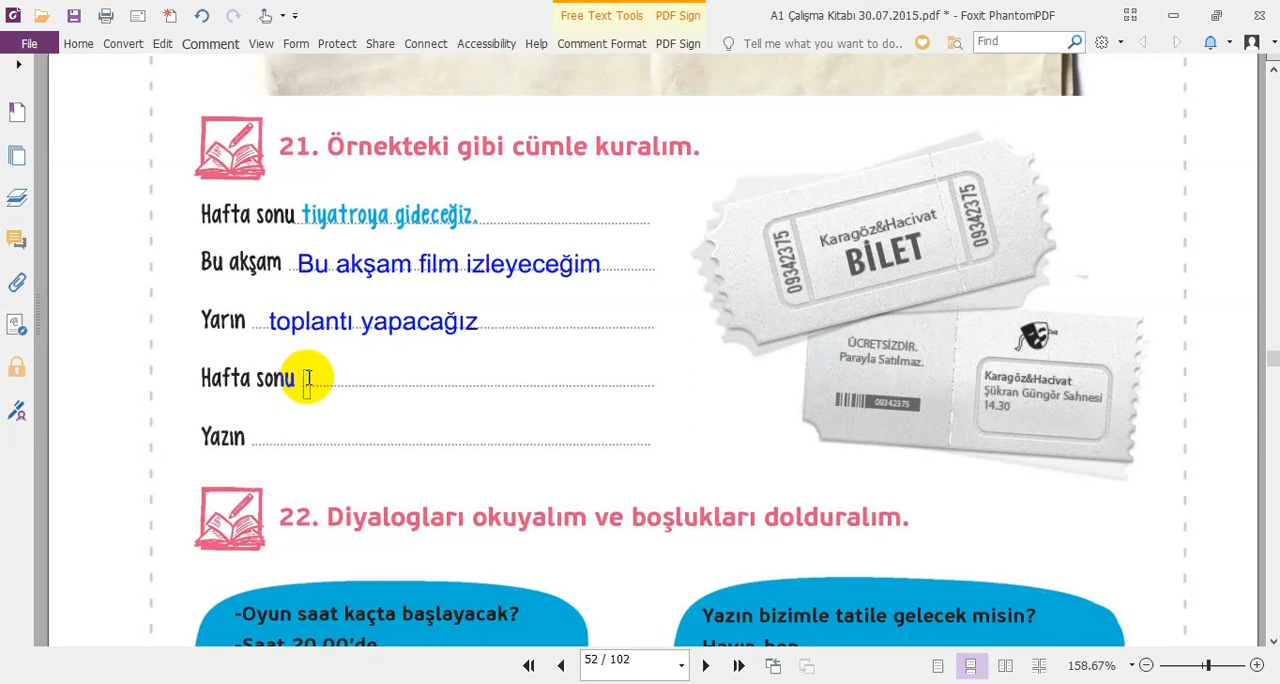 Free Text Tools PDF Sign A1 Çalışma Kitabı 30.07.2015.pdf * - Foxit PhantomPDF
File Home Convert Edit Organize Comment View Form Protect Share Connect Accessibility Help Comment Format PDF Sign Tell me what you want to do.. Find
21. Örnekteki gibi cümle kuralım.
Hafta sonu tiyatroya gideceğiz.
Bu akşam Bu akşam film izleyeceğim
Yarın toplantı yapacağız
Hafta sonu
Yazın
09342375 Karagöz&Hacivat BİLET 09342375
ÜCRETSİZDİR.
Parayla Satılmaz.
09342375
Karagöz&Hacivat
Şükran Güngör Sahnesi
14.30
22. Diyalogları okuyalım ve boşlukları dolduralım.
-Oyun saat kaçta başlayacak?
-Saat 20.00'de
Yazın bizimle tatile gelecek misin?
52 / 102
158.67%